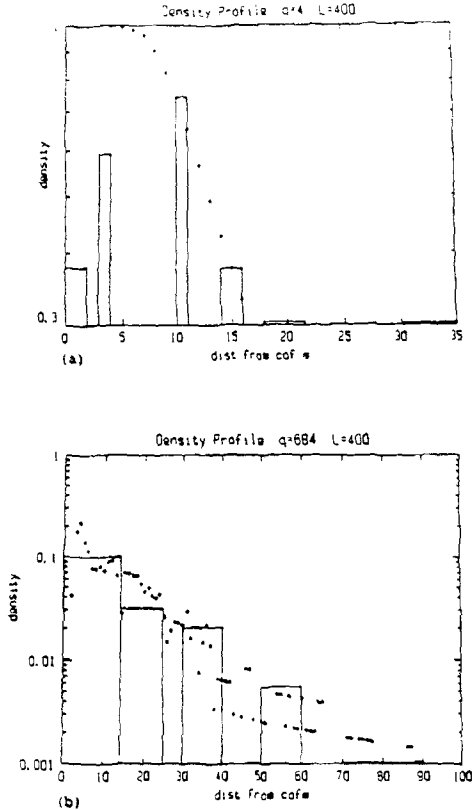 Density Profile q=4 L=400
1
density
0.3
0 5 10 15 20 25 30 35
(a) dist from cofm
Density Profile q=684 L=400
1
0.1
density
0.01
0.001
0 10 20 30 40 50 60 70 80 90 100
(b) dist from cofm